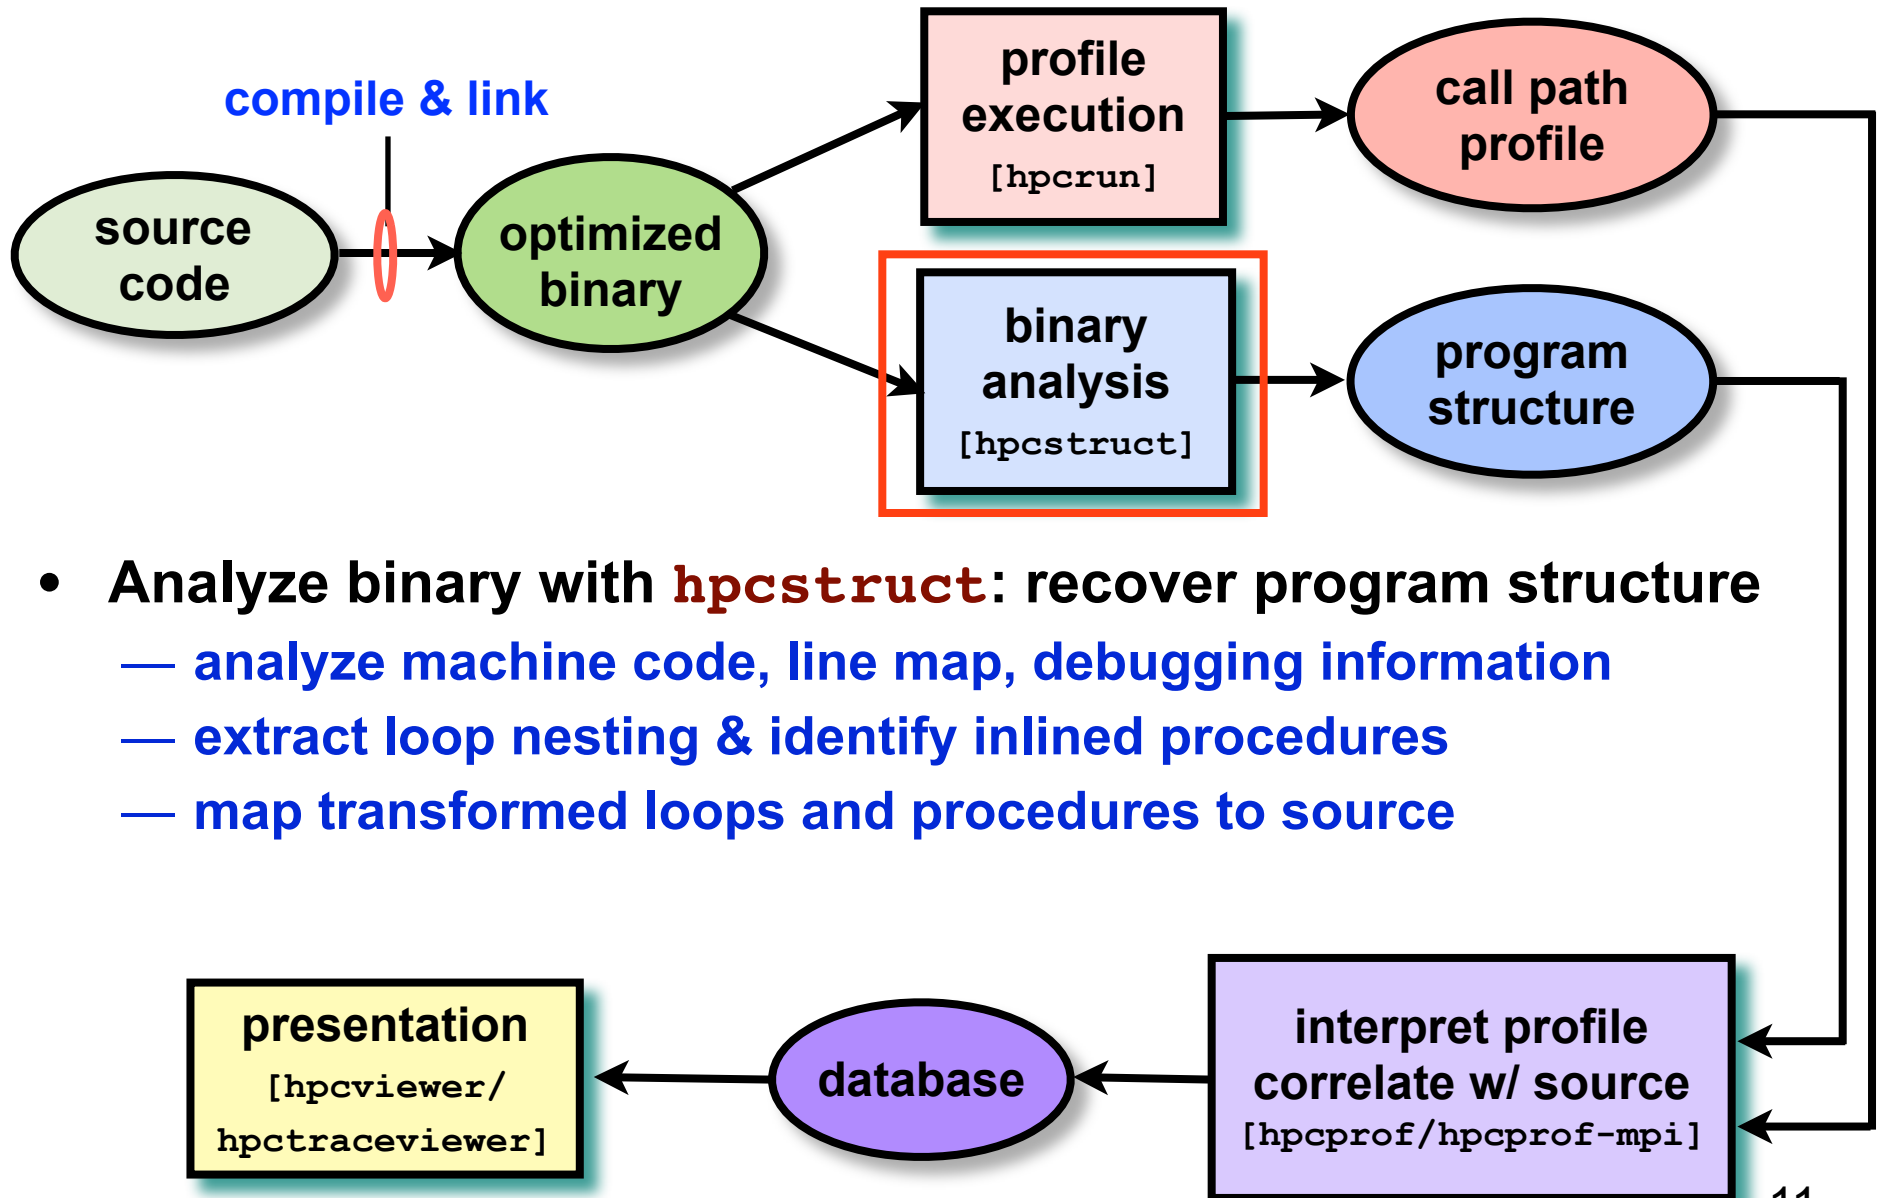 compile & link
source
code
optimized
binary
profile
execution
[hpcrun]
call path
profile
binary
analysis
[hpcstruct]
program
structure
• Analyze binary with hpcstruct: recover program structure
— analyze machine code, line map, debugging information
— extract loop nesting & identify inlined procedures
— map transformed loops and procedures to source
presentation
[hpcviewer/
hpctraceviewer]
database
interpret profile
correlate w/ source
[hpcprof/hpcprof-mpi]
11